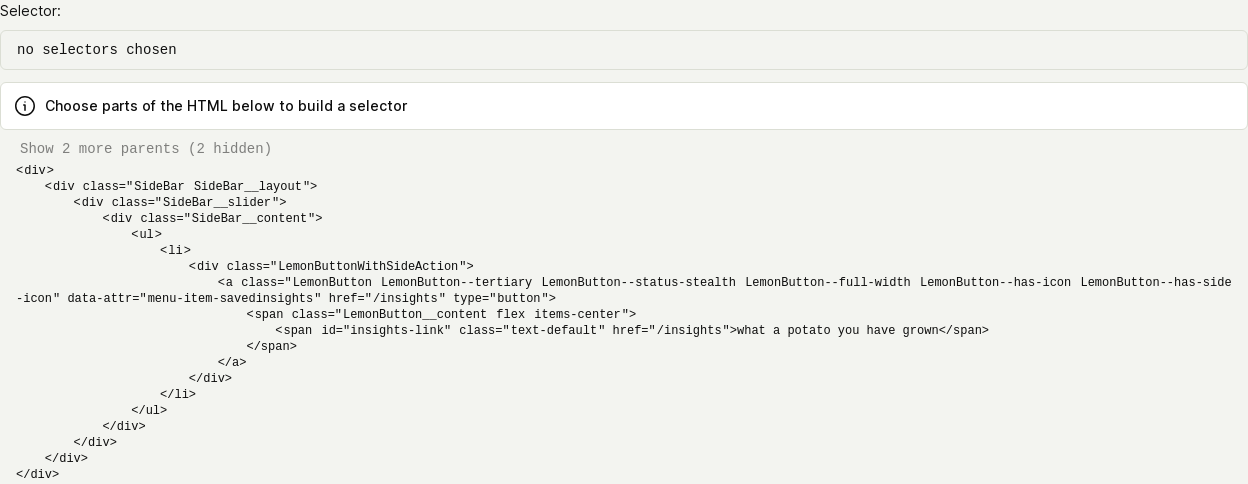 Selector:
no selectors chosen
Choose parts of the HTML below to build a selector
Show 2 more parents (2 hidden)
<div>
<div class="SideBar SideBar__layout">
<div class="SideBar__slider">
<div class="SideBar__content">
<ul>
<li>
<div class="LemonButtonWithSideAction">
<a class="LemonButton LemonButton--tertiary LemonButton--status-stealth LemonButton--full-width LemonButton--has-icon LemonButton--has-side
-icon" data-attr="menu-item-savedinsights" href="/insights" type="button">
<span class="LemonButton__content flex items-center">
<span id="insights-link" class="text-default" href="/insights">what a potato you have grown</span>
</span>
</a>
</div>
</li>
</ul>
</div>
</div>
</div>
</div>